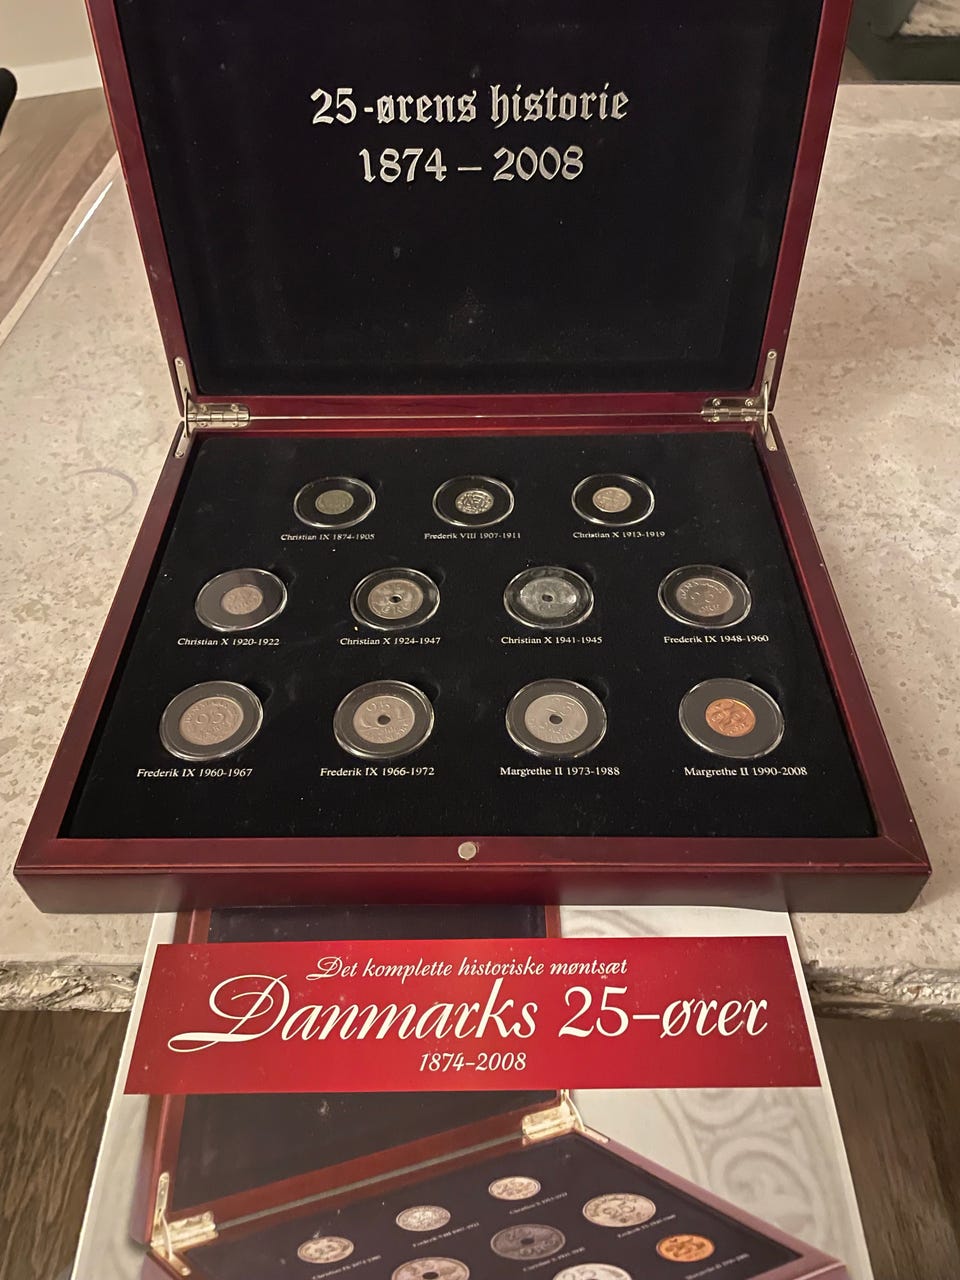 25-ørens historie
1874 – 2008
Christian IX 1874-1905
Frederik VIII 1907-1911
Christian X 1913-1919
Christian X 1920-1922
Christian X 1924-1947
Christian X 1941-1945
Frederik IX 1948-1960
Frederik IX 1960-1967
Frederik IX 1966-1972
Margrethe II 1973-1988
Margrethe II 1990-2008
Det komplette historiske møntsæt
Danmarks 25-ører
1874-2008